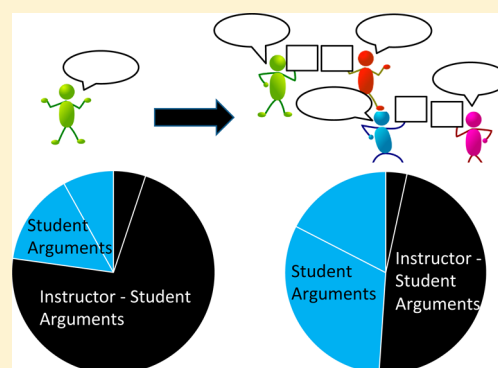 Student
Arguments
Instructor - Student
Arguments
Student
Arguments
Instructor -
Student
Arguments